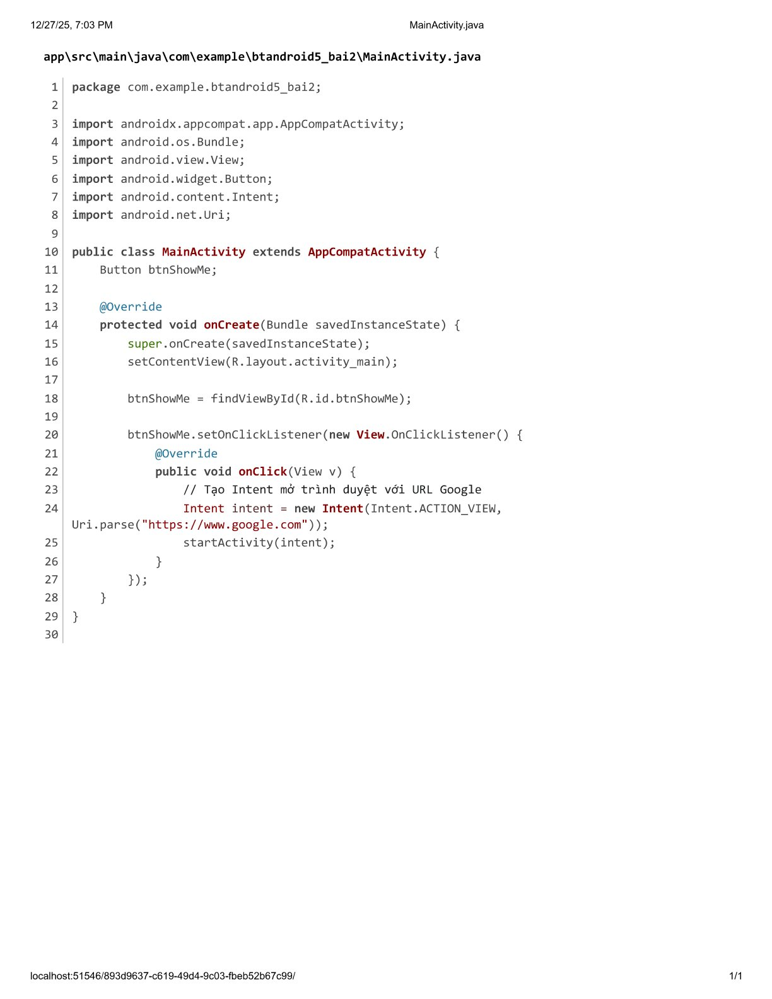 12/27/25, 7:03 PM MainActivity.java
app\src\main\java\com\example\btandroid5_bai2\MainActivity.java
1 package com.example.btandroid5_bai2;
2
3 import androidx.appcompat.app.AppCompatActivity;
4 import android.os.Bundle;
5 import android.view.View;
6 import android.widget.Button;
7 import android.content.Intent;
8 import android.net.Uri;
9
10 public class MainActivity extends AppCompatActivity {
11     Button btnShowMe;
12
13     @Override
14     protected void onCreate(Bundle savedInstanceState) {
15         super.onCreate(savedInstanceState);
16         setContentView(R.layout.activity_main);
17
18         btnShowMe = findViewById(R.id.btnShowMe);
19
20         btnShowMe.setOnClickListener(new View.OnClickListener() {
21             @Override
22             public void onClick(View v) {
23                 // Tạo Intent mở trình duyệt với URL Google
24                 Intent intent = new Intent(Intent.ACTION_VIEW,
Uri.parse("https://www.google.com"));
25                 startActivity(intent);
26             }
27         });
28     }
29 }
30
localhost:51546/893d9637-c619-49d4-9c03-fbeb52b67c99/ 1/1